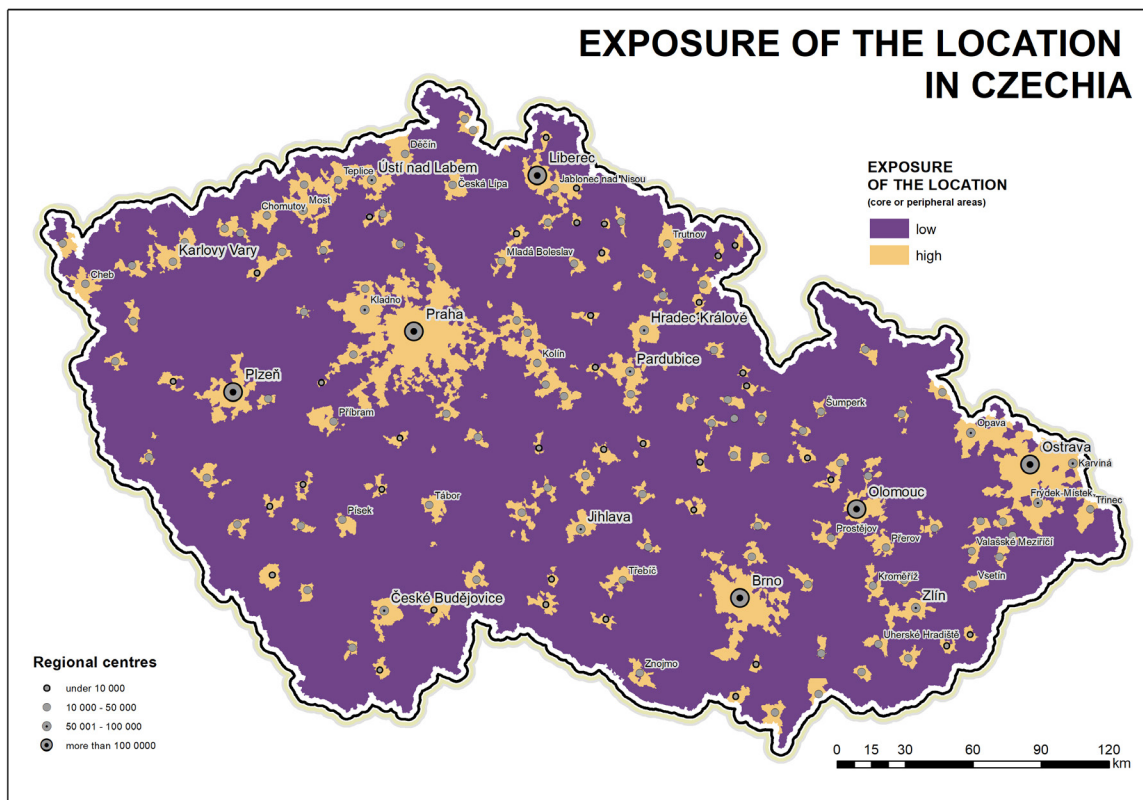 EXPOSURE OF THE LOCATION
IN CZECHIA
EXPOSURE
OF THE LOCATION
(core or peripheral areas)
low
high
Děčín
Liberec
Teplice
Ústí nad Labem
Jablonec nad Nisou
Česká Lípa
Most
Chomutov
Trutnov
Karlovy Vary
Mladá Boleslav
Cheb
Kladno
Praha
Hradec Králové
Kolín
Pardubice
Plzeň
Příbram
Šumperk
Opava
Ostrava
Karviná
Tábor
Olomouc
Frýdek-Místek
Třinec
Písek
Jihlava
Prostějov
Přerov
Valašské Meziříčí
Třebíč
Brno
Kroměříž
Vsetín
České Budějovice
Zlín
Uherské Hradiště
Znojmo
Regional centres
under 10 000
10 000 - 50 000
50 001 - 100 000
more than 100 0000
0 15 30 60 90 120
km